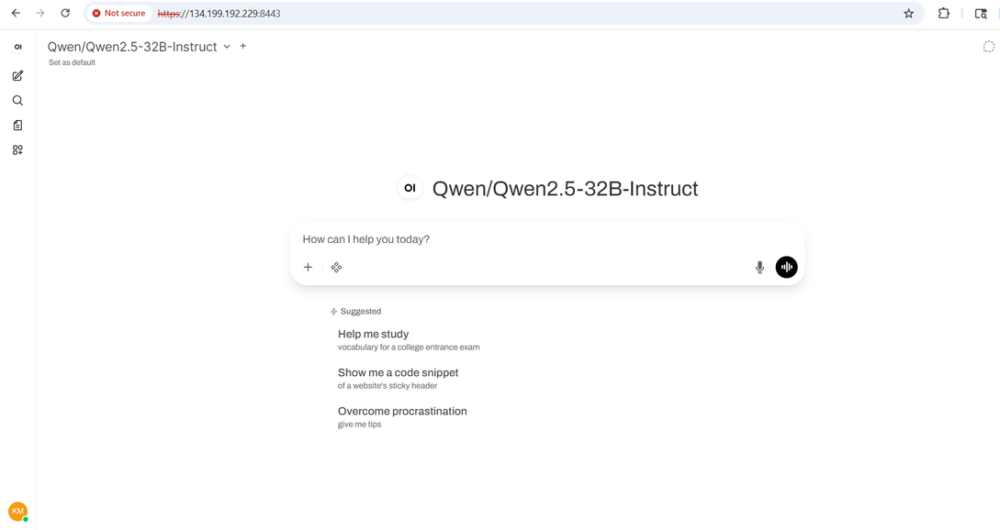 Not secure https://134.199.192.229:8443
OI Qwen/Qwen2.5-32B-Instruct
Set as default
OI Qwen/Qwen2.5-32B-Instruct
How can I help you today?
Suggested
Help me study
vocabulary for a college entrance exam
Show me a code snippet
of a website's sticky header
Overcome procrastination
give me tips
KM